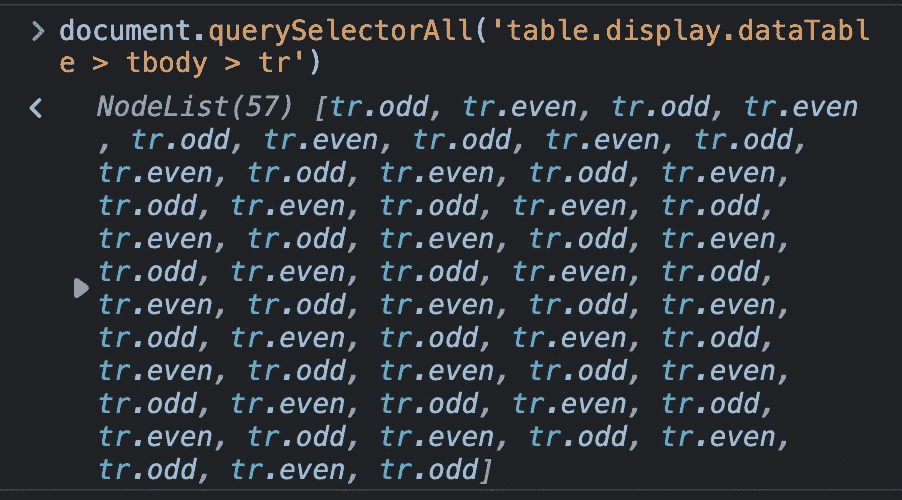 > document.querySelectorAll('table.display.dataTabl
e > tbody > tr')
< NodeList(57) [tr.odd, tr.even, tr.odd, tr.even
, tr.odd, tr.even, tr.odd, tr.even, tr.odd,
tr.even, tr.odd, tr.even, tr.odd, tr.even,
tr.odd, tr.even, tr.odd, tr.even, tr.odd,
tr.even, tr.odd, tr.even, tr.odd, tr.even,
tr.odd, tr.even, tr.odd, tr.even, tr.odd,
tr.even, tr.odd, tr.even, tr.odd, tr.even,
tr.odd, tr.even, tr.odd, tr.even, tr.odd,
tr.even, tr.odd, tr.even, tr.odd, tr.even,
tr.odd, tr.even, tr.odd, tr.even, tr.odd,
tr.even, tr.odd, tr.even, tr.odd, tr.even,
tr.odd, tr.even, tr.odd]